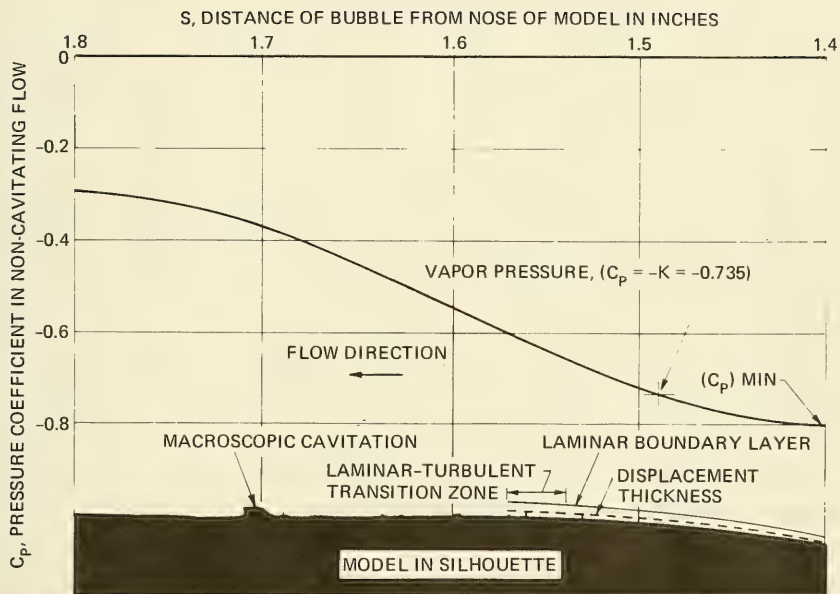 S, DISTANCE OF BUBBLE FROM NOSE OF MODEL IN INCHES
1.8 1.7 1.6 1.5 1.4
0
-0.2
-0.4
-0.6
-0.8
C_P, PRESSURE COEFFICIENT IN NON-CAVITATING FLOW
VAPOR PRESSURE, (C_P = -K = -0.735)
FLOW DIRECTION
(C_P) MIN
MACROSCOPIC CAVITATION
LAMINAR BOUNDARY LAYER
LAMINAR-TURBULENT
TRANSITION ZONE
DISPLACEMENT
THICKNESS
MODEL IN SILHOUETTE